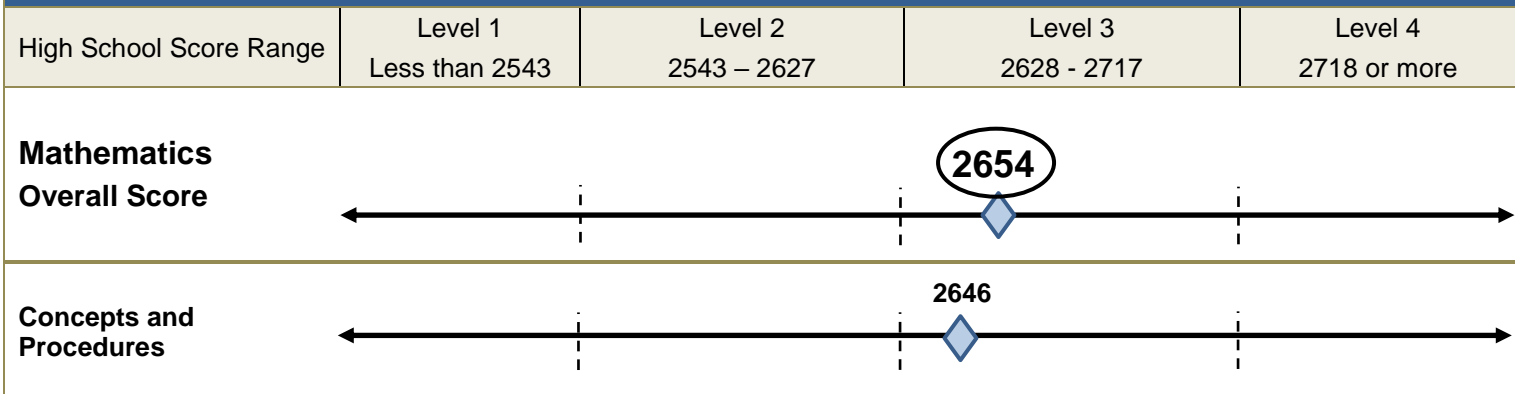 High School Score Range
Level 1
Less than 2543
Level 2
2543 – 2627
Level 3
2628 - 2717
Level 4
2718 or more
Mathematics
Overall Score
2654
Concepts and
Procedures
2646